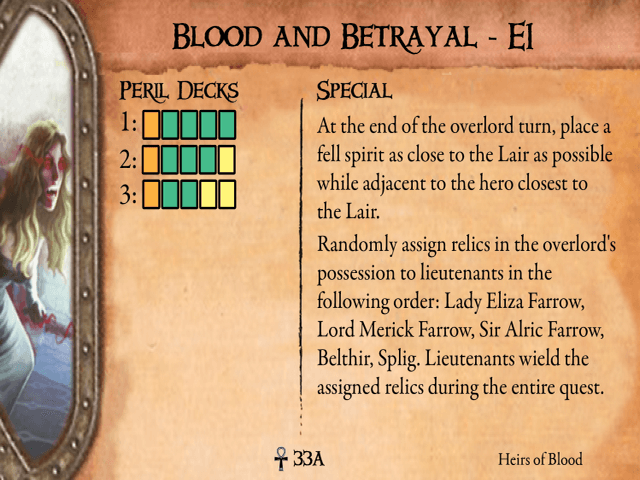 Blood and Betrayal - E1
Peril Decks
1:
2:
3:
Special
At the end of the overlord turn, place a
fell spirit as close to the Lair as possible
while adjacent to the hero closest to
the Lair.
Randomly assign relics in the overlord's
possession to lieutenants in the
following order: Lady Eliza Farrow,
Lord Merick Farrow, Sir Alric Farrow,
Belthir, Splig. Lieutenants wield the
assigned relics during the entire quest.
33A
Heirs of Blood